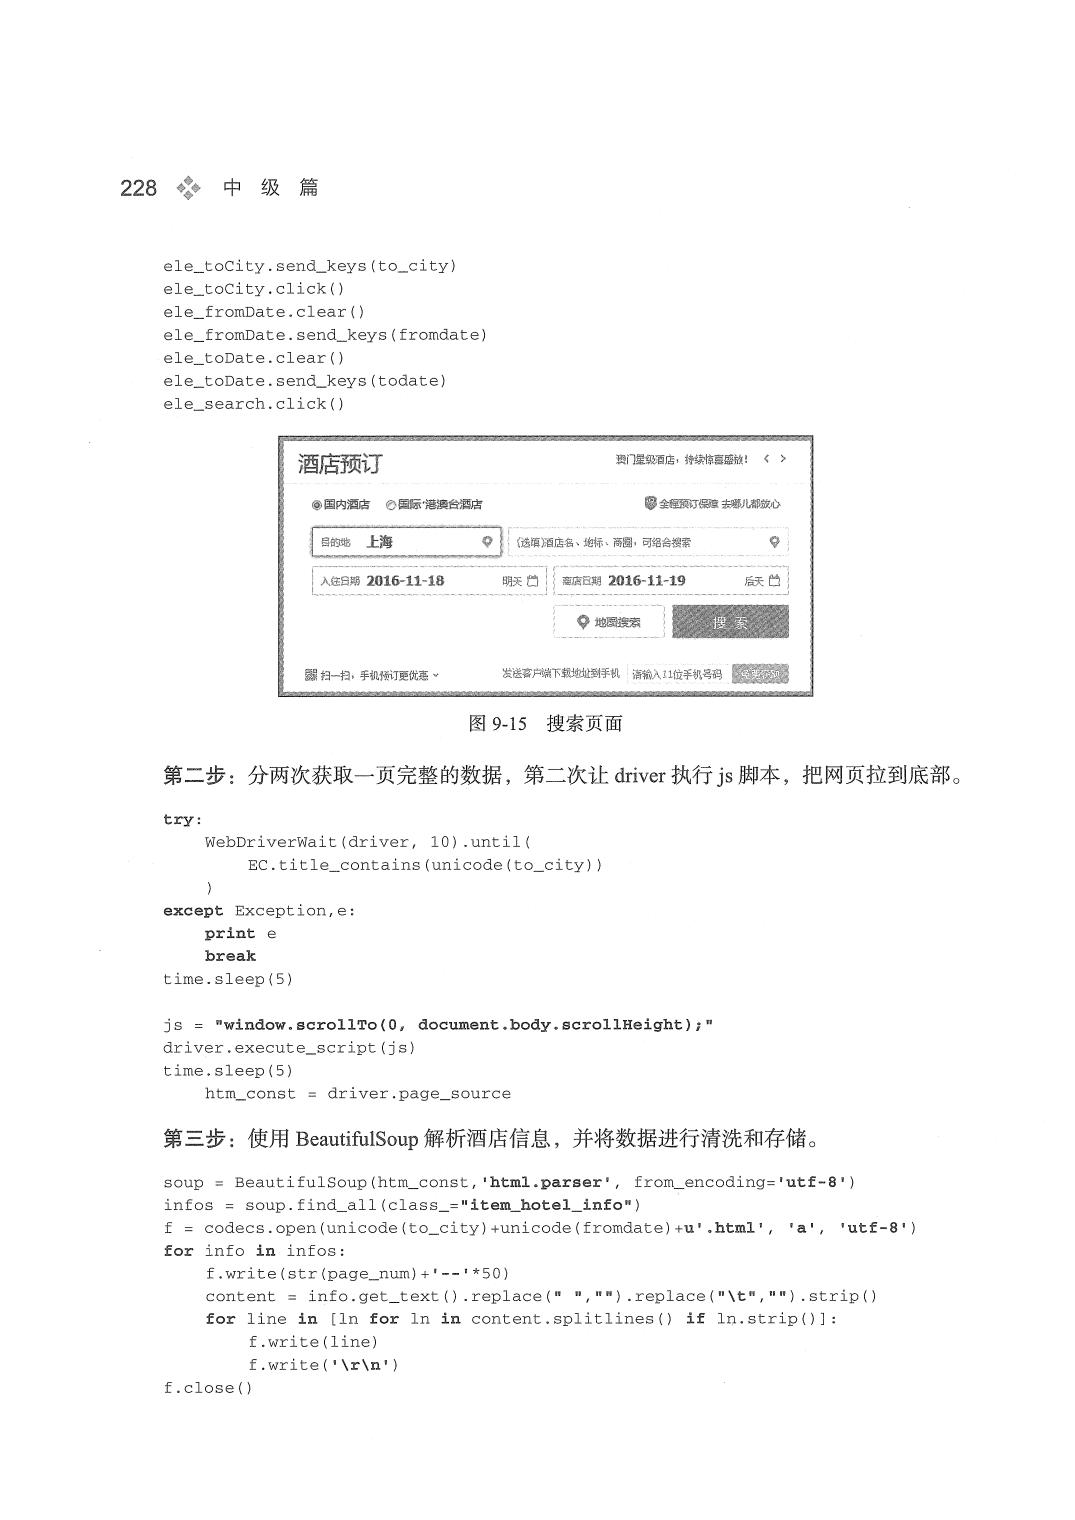 228 中 级 篇
ele_toCity.send_keys(to_city)
ele_toCity.click()
ele_fromDate.clear()
ele_fromDate.send_keys(fromdate)
ele_toDate.clear()
ele_toDate.send_keys(todate)
ele_search.click()
酒店预订 澳门星级酒店，持续惊喜感放! < >
国内酒店 国际·港澳台酒店 全程预订保障 去哪儿都放心
目的地 上海 (选填)酒店名、地标、商圈，可组合搜索
入住日期 2016-11-18 明天 离店日期 2016-11-19 后天
地图搜索 搜 索
扫一扫，手机预订更优惠 发送客户端下载地址到手机 请输入11位手机号码
图 9-15 搜索页面
第二步：分两次获取一页完整的数据，第二次让 driver 执行 js 脚本，把网页拉到底部。
try:
    WebDriverWait(driver, 10).until(
        EC.title_contains(unicode(to_city))
    )
except Exception,e:
    print e
    break
time.sleep(5)
js = "window.scrollTo(0, document.body.scrollHeight);"
driver.execute_script(js)
time.sleep(5)
    htm_const = driver.page_source
第三步：使用 BeautifulSoup 解析酒店信息，并将数据进行清洗和存储。
soup = BeautifulSoup(htm_const,'html.parser', from_encoding='utf-8')
infos = soup.find_all(class_="item_hotel_info")
f = codecs.open(unicode(to_city)+unicode(fromdate)+u'.html', 'a', 'utf-8')
for info in infos:
    f.write(str(page_num)+'--'*50)
    content = info.get_text().replace(" ","").replace("\t","").strip()
    for line in [ln for ln in content.splitlines() if ln.strip()]:
        f.write(line)
        f.write('\r\n')
f.close()